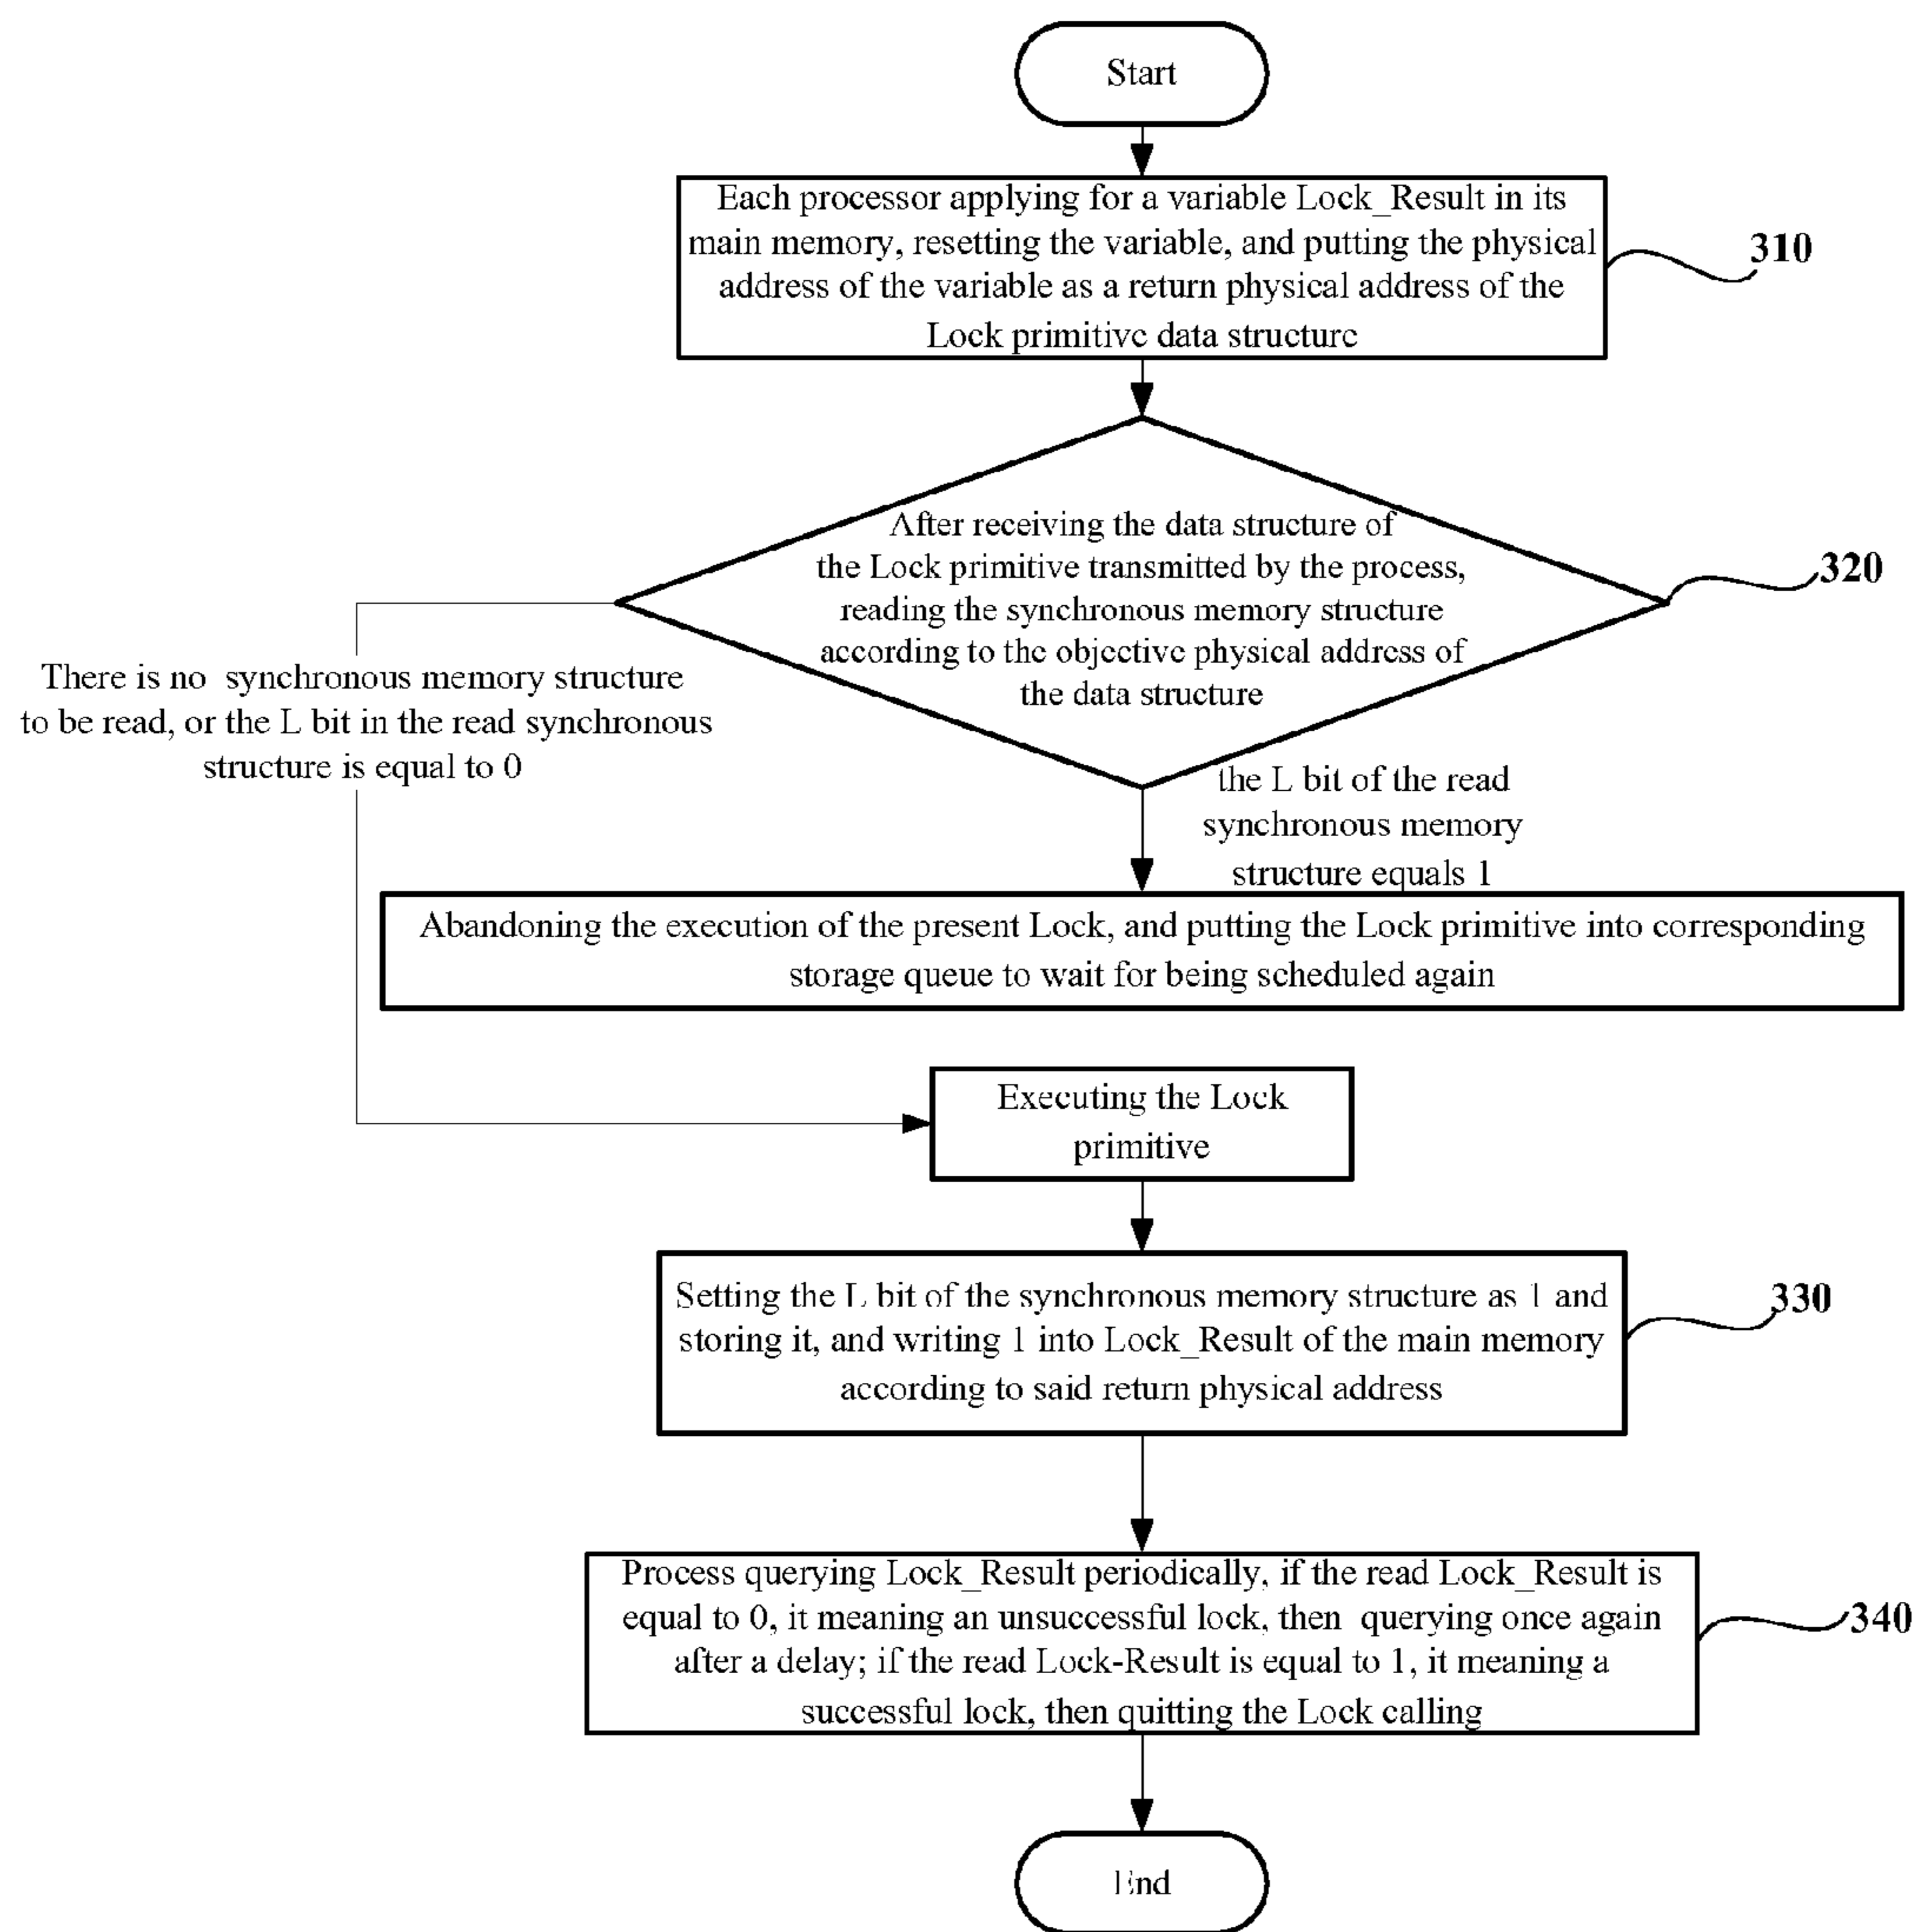 Start
Each processor applying for a variable Lock_Result in its
main memory, resetting the variable, and putting the physical
address of the variable as a return physical address of the
Lock primitive data structure
310
After receiving the data structure of
the Lock primitive transmitted by the process,
reading the synchronous memory structure
according to the objective physical address of
the data structure
320
There is no synchronous memory structure
to be read, or the L bit in the read synchronous
structure is equal to 0
the L bit of the read
synchronous memory
structure equals 1
Abandoning the execution of the present Lock, and putting the Lock primitive into corresponding
storage queue to wait for being scheduled again
Executing the Lock
primitive
Setting the L bit of the synchronous memory structure as 1 and
storing it, and writing 1 into Lock_Result of the main memory
according to said return physical address
330
Process querying Lock_Result periodically, if the read Lock_Result is
equal to 0, it meaning an unsuccessful lock, then querying once again
after a delay; if the read Lock-Result is equal to 1, it meaning a
successful lock, then quitting the Lock calling
340
End